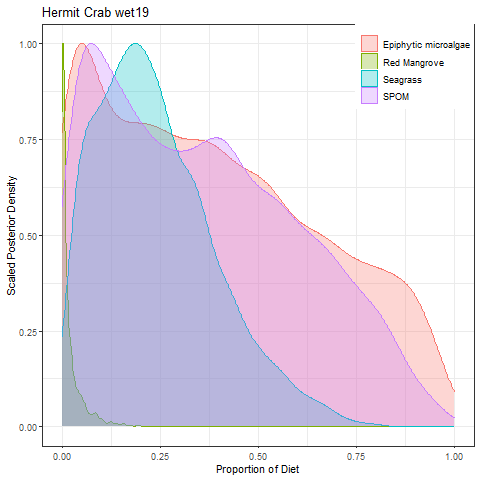 Hermit Crab wet19
Epiphytic microalgae
Red Mangrove
Seagrass
SPOM
1.00
0.75
0.50
0.25
0.00
Scaled Posterior Density
0.00 0.25 0.50 0.75 1.00
Proportion of Diet